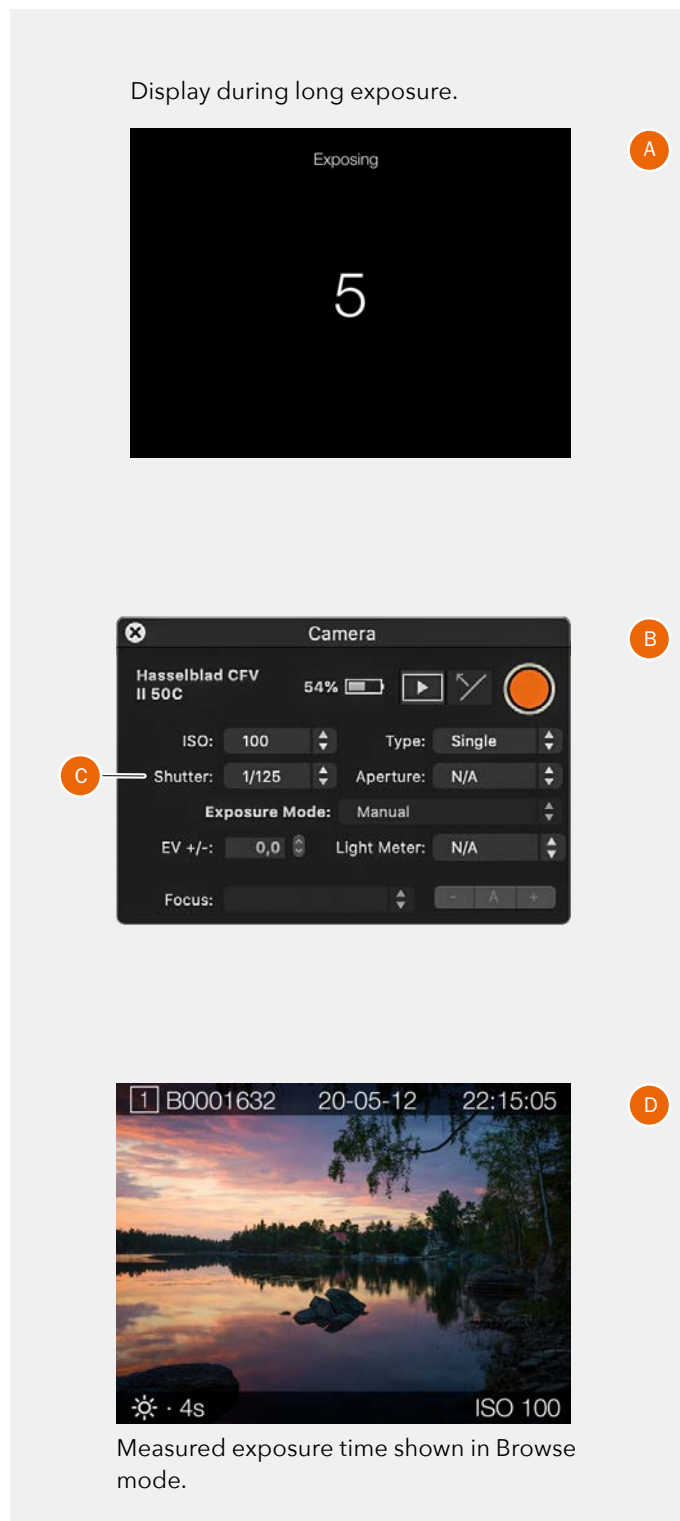 Display during long exposure.
Exposing
A
5
Camera
B
Hasselblad CFV
II 50C
54%
ISO: 100 Type: Single
C
Shutter: 1/125 Aperture: N/A
Exposure Mode: Manual
EV +/-: 0,0 Light Meter: N/A
Focus: - A +
1 B0001632 20-05-12 22:15:05
D
· 4s ISO 100
Measured exposure time shown in Browse
mode.